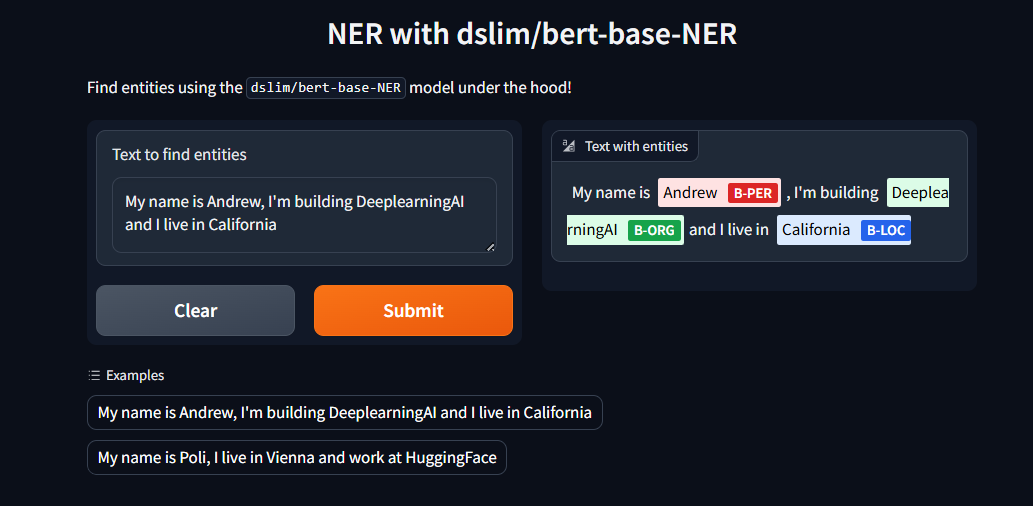 NER with dslim/bert-base-NER
Find entities using the dslim/bert-base-NER model under the hood!
Text to find entities
My name is Andrew, I'm building DeeplearningAI
and I live in California
Clear
Submit
Text with entities
My name is Andrew B-PER , I'm building Deeplea
rningAI B-ORG and I live in California B-LOC
Examples
My name is Andrew, I'm building DeeplearningAI and I live in California
My name is Poli, I live in Vienna and work at HuggingFace